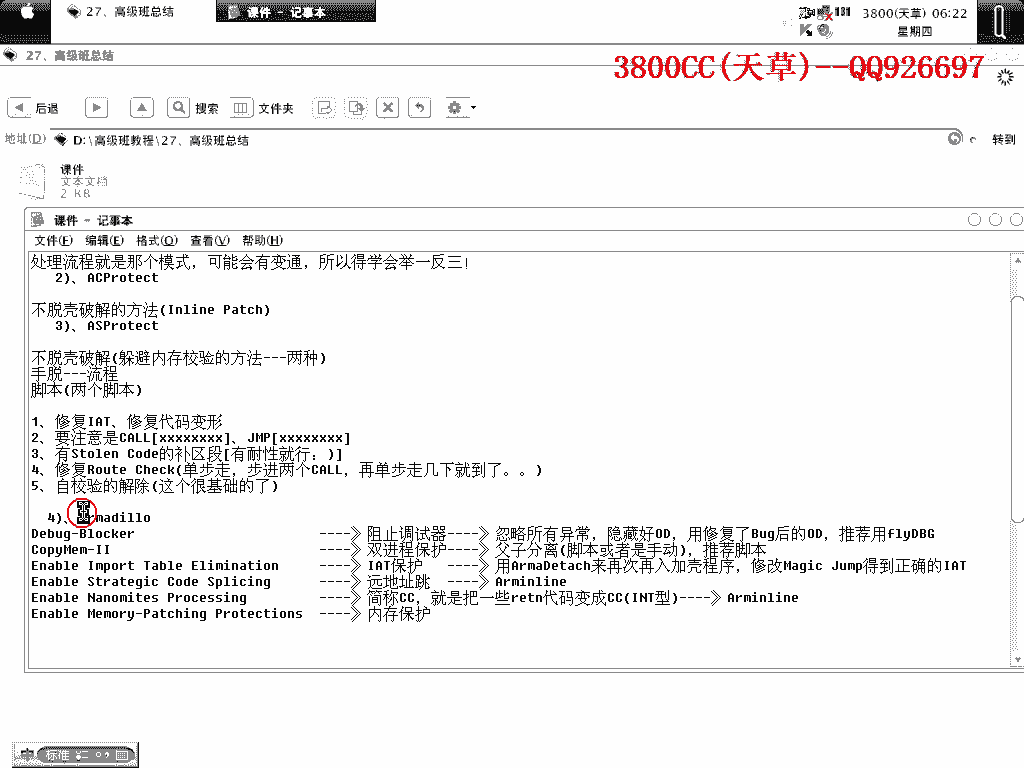 27、高级班总结
课件 - 记事本
3800(天草) 06:22
星期四
27、高级班总结
3800CC(天草)--QQ926697
后退
搜索
文件夹
地址(D)
D:\高级班教程\27、高级班总结
转到
课件
文本文档
2 KB
课件 - 记事本
文件(F) 编辑(E) 格式(O) 查看(V) 帮助(H)
处理流程就是那个模式，可能会有变通，所以得学会举一反三！
2)、ACProtect
不脱壳破解的方法(Inline Patch)
3)、ASProtect
不脱壳破解(躲避内存校验的方法---两种)
手脱---流程
脚本(两个脚本)
1、修复IAT、修复代码变形
2、要注意是CALL[xxxxxxxx]、JMP[xxxxxxxx]
3、有Stolen Code的补区段[有耐性就行：)]
4、修复Route Check(单步走，步进两个CALL，再单步走几下就到了。。)
5、自校验的解除(这个很基础的了)
4)、Armadillo
Debug-Blocker ----》阻止调试器----》忽略所有异常，隐藏好OD，用修复了Bug后的OD，推荐用flyDBG
CopyMem-II ----》双进程保护----》父子分离(脚本或者是手动)，推荐脚本
Enable Import Table Elimination ----》IAT保护 ----》用ArmaDetach来再次再入加壳程序，修改Magic Jump得到正确的IAT
Enable Strategic Code Splicing ----》远地址跳 ----》Arminline
Enable Nanomites Processing ----》简称CC，就是把一些retn代码变成CC(INT型)----》Arminline
Enable Memory-Patching Protections ----》内存保护
中
标准